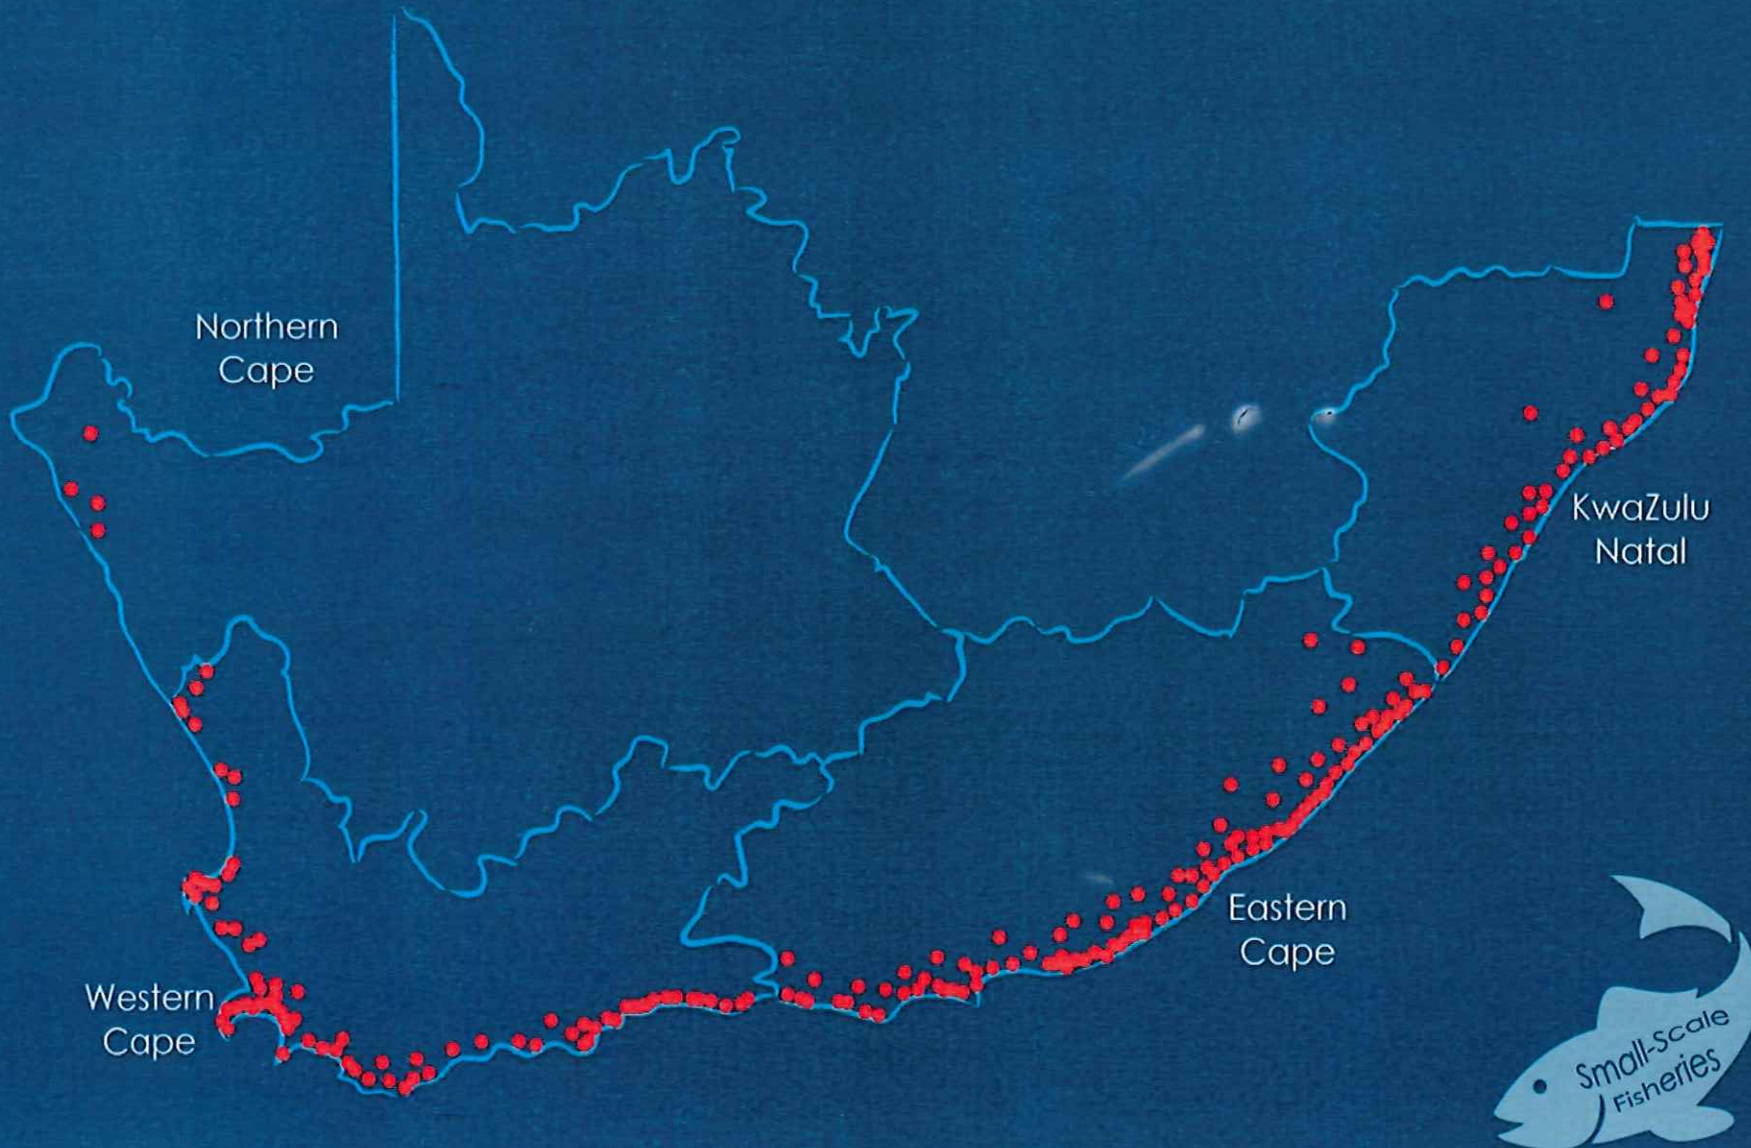 Northern
Cape
KwaZulu
Natal
Eastern
Cape
Western
Cape
Small-Scale
Fisheries